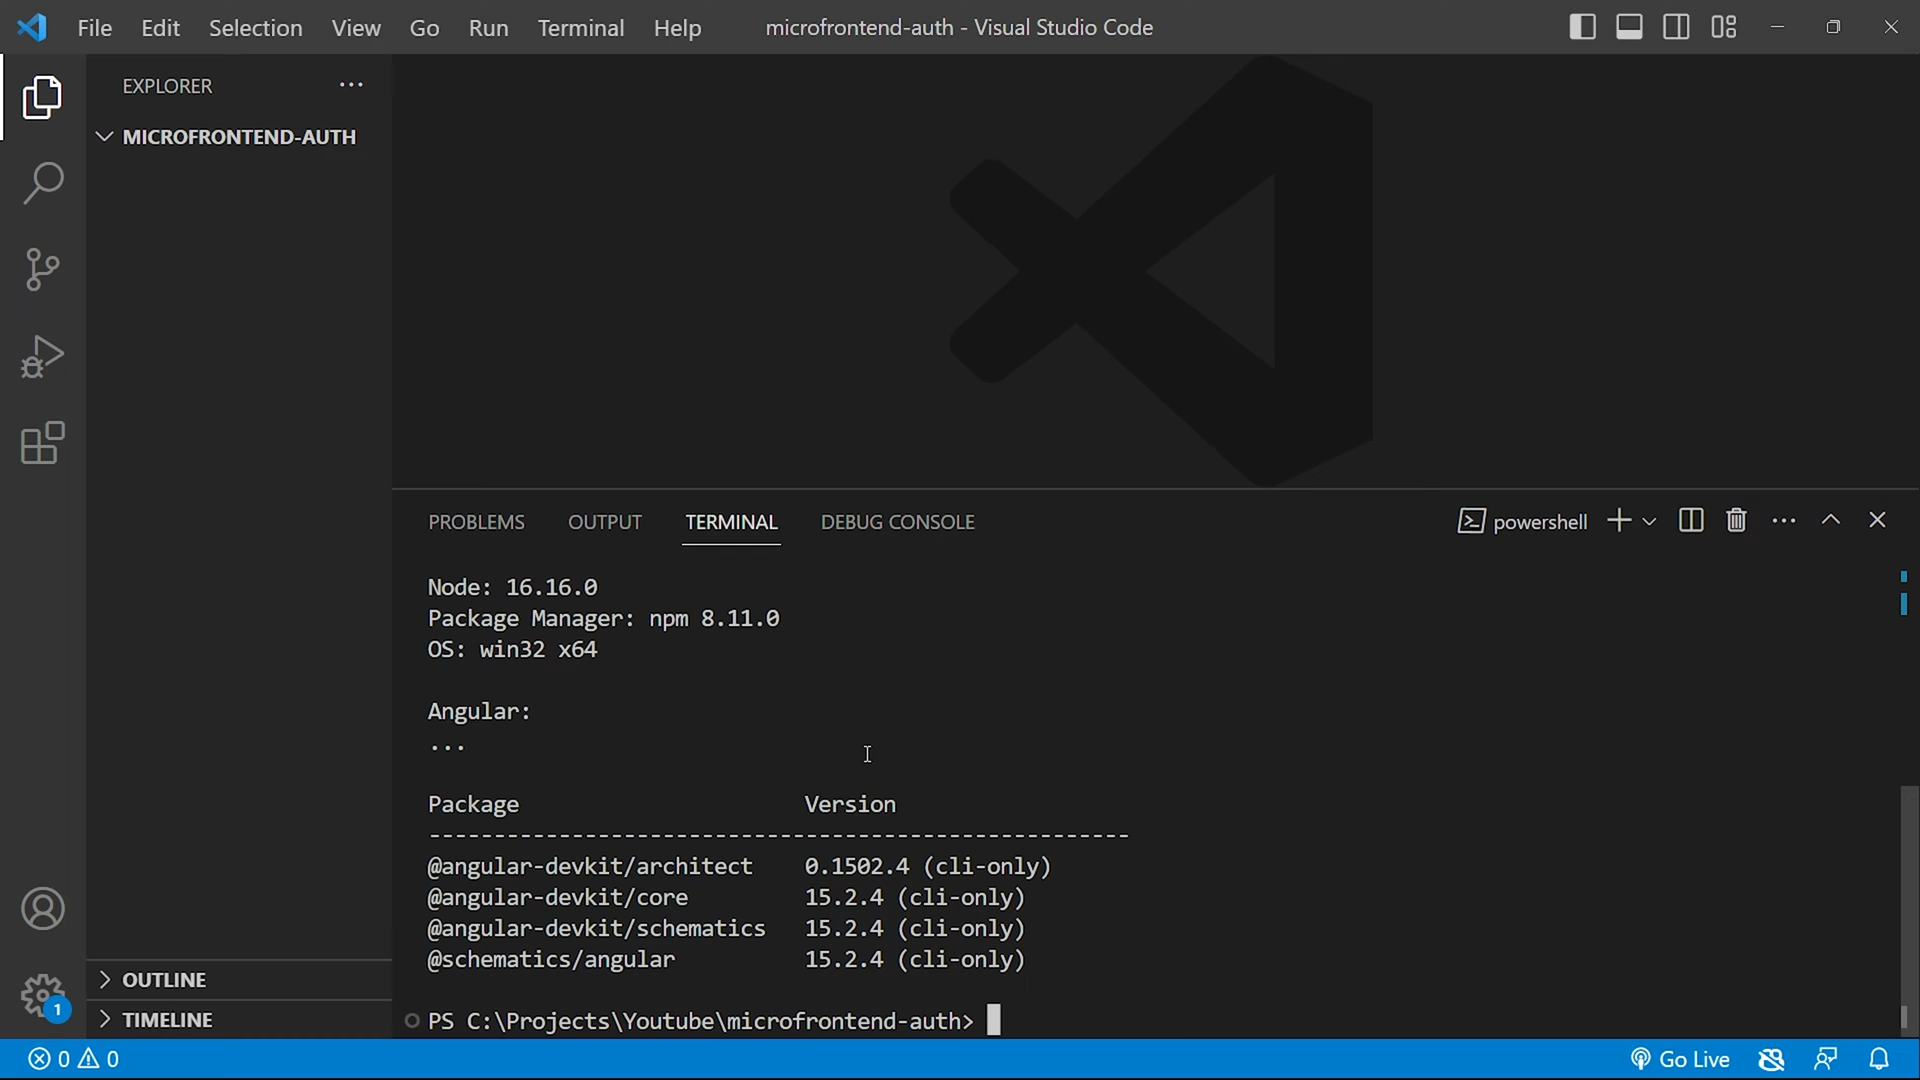 File Edit Selection View Go Run Terminal Help
microfrontend-auth - Visual Studio Code
EXPLORER
MICROFRONTEND-AUTH
PROBLEMS OUTPUT TERMINAL DEBUG CONSOLE
powershell
Node: 16.16.0
Package Manager: npm 8.11.0
OS: win32 x64
Angular:
...
Package Version
------------------------------------------------------
@angular-devkit/architect 0.1502.4 (cli-only)
@angular-devkit/core 15.2.4 (cli-only)
@angular-devkit/schematics 15.2.4 (cli-only)
@schematics/angular 15.2.4 (cli-only)
PS C:\Projects\Youtube\microfrontend-auth>
OUTLINE
TIMELINE
1
0 0
Go Live